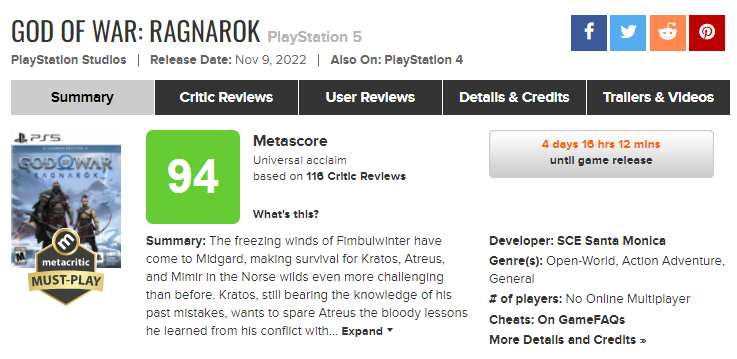 GOD OF WAR: RAGNAROK PlayStation 5
PlayStation Studios | Release Date: Nov 9, 2022 | Also On: PlayStation 4
Summary
Critic Reviews
User Reviews
Details & Credits
Trailers & Videos
PS5
GOD OF WAR
RAGNARÖK
M
metacritic
MUST-PLAY
94
Metascore
Universal acclaim
based on 116 Critic Reviews
What's this?
Summary: The freezing winds of Fimbulwinter have
come to Midgard, making survival for Kratos, Atreus,
and Mimir in the Norse wilds even more challenging
than before. Kratos, still bearing the knowledge of his
past mistakes, wants to spare Atreus the bloody lessons
he learned from his conflict with... Expand
4 days 16 hrs 12 mins
until game release
Developer: SCE Santa Monica
Genre(s): Open-World, Action Adventure,
General
# of players: No Online Multiplayer
Cheats: On GameFAQs
More Details and Credits »